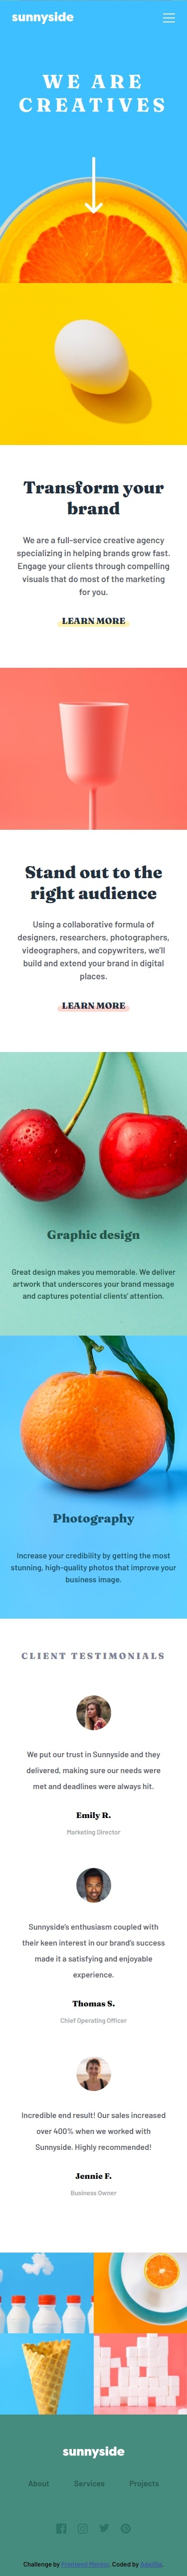 sunnyside
WE ARE
CREATIVES
Transform your
brand
We are a full-service creative agency
specializing in helping brands grow fast.
Engage your clients through compelling
visuals that do most of the marketing
for you.
LEARN MORE
Stand out to the
right audience
Using a collaborative formula of
designers, researchers, photographers,
videographers, and copywriters, we'll
build and extend your brand in digital
places.
LEARN MORE
Graphic design
Great design makes you memorable. We deliver
artwork that underscores your brand message
and captures potential clients' attention.
Photography
Increase your credibility by getting the most
stunning, high-quality photos that improve your
business image.
CLIENT TESTIMONIALS
We put our trust in Sunnyside and they
delivered, making sure our needs were
met and deadlines were always hit.
Emily R.
Marketing Director
Sunnyside's enthusiasm coupled with
their keen interest in our brand's success
made it a satisfying and enjoyable
experience.
Thomas S.
Chief Operating Officer
Incredible end result! Our sales increased
over 400% when we worked with
Sunnyside. Highly recommended!
Jennie F.
Business Owner
sunnyside
About Services Projects
Challenge by Frontend Mentor. Coded by